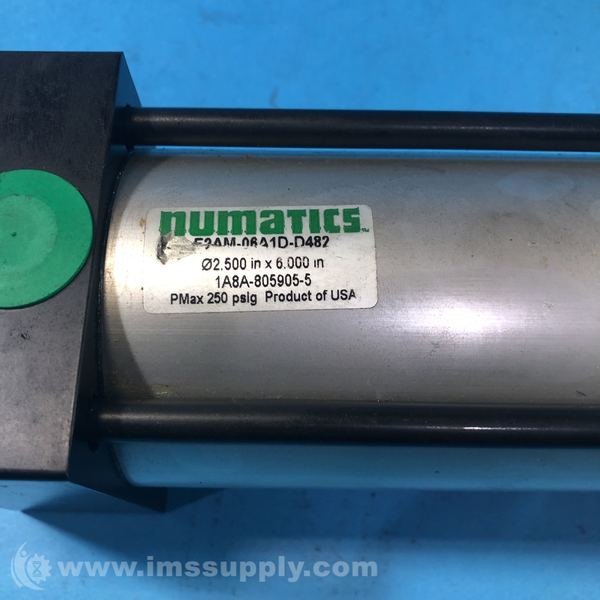 numatics™
F2AM-06A1D-D482
Ø2.500 in x 6.000 in
1A8A-805905-5
PMax 250 psig Product of USA
www.imssupply.com